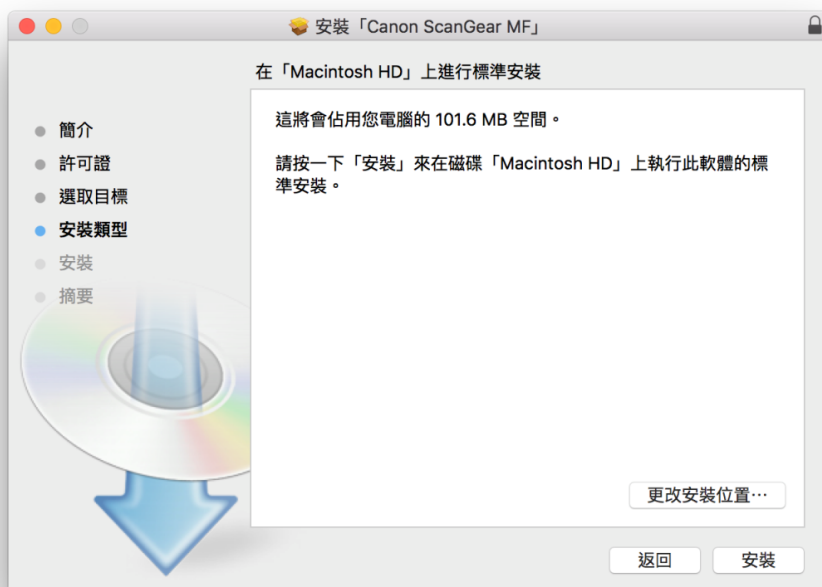 安裝「Canon ScanGear MF」
在「Macintosh HD」上進行標準安裝
簡介
許可證
選取目標
安裝類型
安裝
摘要
這將會佔用您電腦的 101.6 MB 空間。
請按一下「安裝」來在磁碟「Macintosh HD」上執行此軟體的標
準安裝。
更改安裝位置⋯
返回
安裝